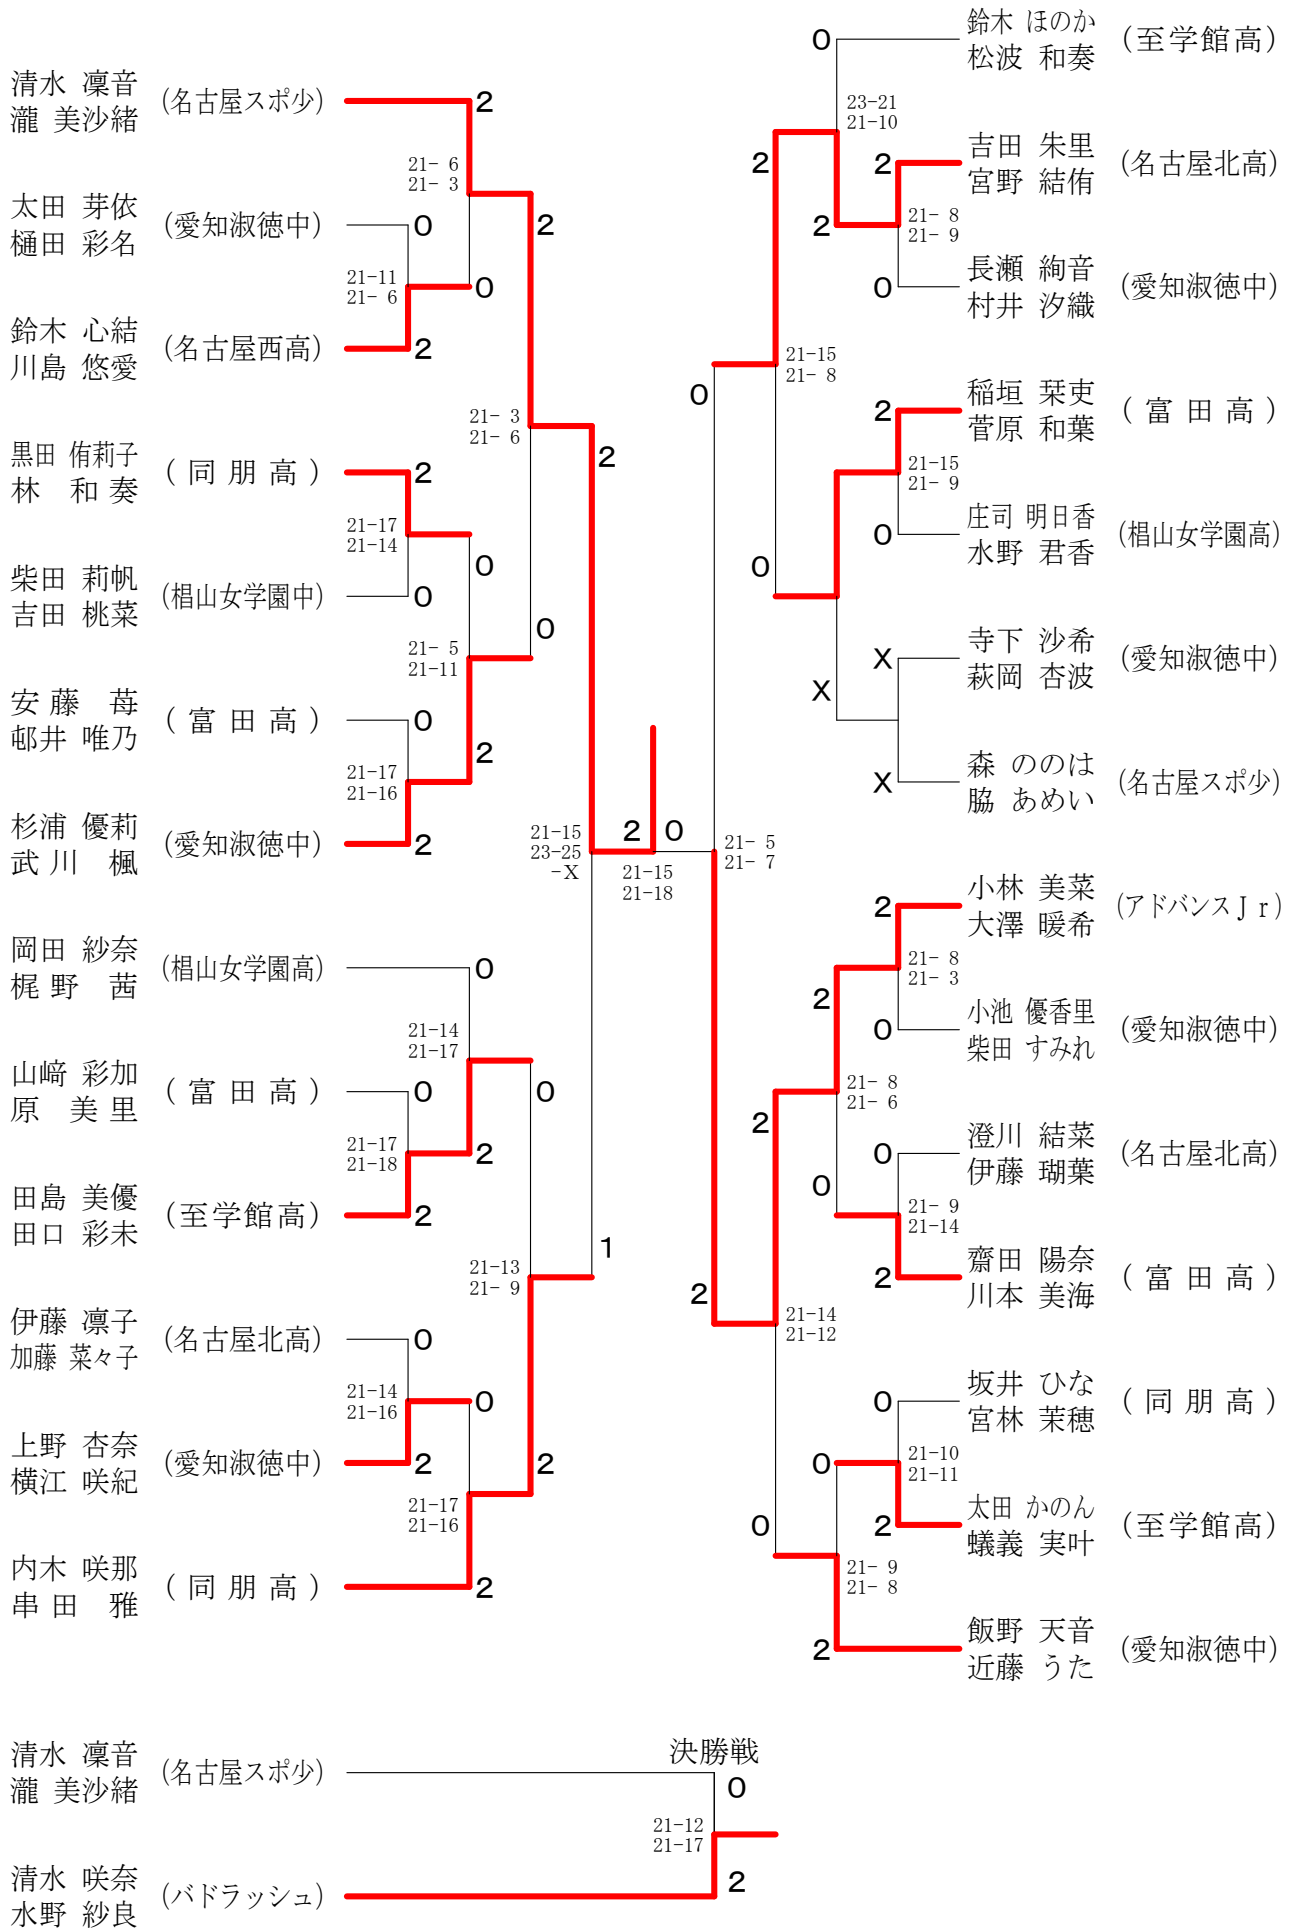 清水 凜音
瀧 美沙緒
(名古屋スポ少)
2
21- 6
21- 3
太田 芽依
樋田 彩名
(愛知淑徳中)
0
2
21-11
21- 6
0
鈴木 心結
川島 悠愛
(名古屋西高)
2
21- 3
21- 6
2
黒田 侑莉子
林 和奏
(同朋高)
2
21-17
21-14
0
柴田 莉帆
吉田 桃菜
(椙山女学園中)
0
0
21- 5
21-11
安藤 苺
邨井 唯乃
(富田高)
0
2
21-17
21-16
杉浦 優莉
武川 楓
(愛知淑徳中)
2
21-15
23-25
-X
2
0
21-15
21-18
岡田 紗奈
梶野 茜
(椙山女学園高)
0
21-14
21-17
山﨑 彩加
原 美里
(富田高)
0
0
21-17
21-18
2
田島 美優
田口 彩未
(至学館高)
2
1
21-13
21- 9
伊藤 凛子
加藤 菜々子
(名古屋北高)
0
21-14
21-16
0
上野 杏奈
横江 咲紀
(愛知淑徳中)
2
2
21-17
21-16
内木 咲那
串田 雅
(同朋高)
2
0
鈴木 ほのか
松波 和奏
(至学館高)
23-21
21-10
2
2
吉田 朱里
宮野 結侑
(名古屋北高)
2
21- 8
21- 9
0
長瀬 絢音
村井 汐織
(愛知淑徳中)
0
21-15
21- 8
2
稲垣 栞吏
菅原 和葉
(富田高)
21-15
21- 9
0
庄司 明日香
水野 君香
(椙山女学園高)
0
X
寺下 沙希
萩岡 杏波
(愛知淑徳中)
X
X
森 ののは
脇 あめい
(名古屋スポ少)
21- 5
21- 7
2
小林 美菜
大澤 暖希
(アドバンスJr)
21- 8
21- 3
2
0
小池 優香里
柴田 すみれ
(愛知淑徳中)
21- 8
21- 6
2
0
澄川 結菜
伊藤 瑚葉
(名古屋北高)
0
21- 9
21-14
2
齋田 陽奈
川本 美海
(富田高)
2
21-14
21-12
0
坂井 ひな
宮林 茉穂
(同朋高)
0
21-10
21-11
0
2
太田 かのん
蟻義 実叶
(至学館高)
21- 9
21- 8
2
飯野 天音
近藤 うた
(愛知淑徳中)
決勝戦
清水 凜音
瀧 美沙緒
(名古屋スポ少)
0
21-12
21-17
清水 咲奈
水野 紗良
(バドラッシュ)
2